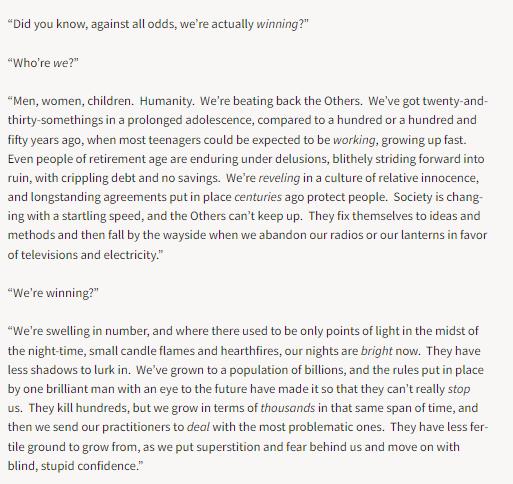 “Did you know, against all odds, we’re actually winning?”
“Who’re we?”
“Men, women, children.  Humanity.  We’re beating back the Others.  We’ve got twenty-and-
thirty-somethings in a prolonged adolescence, compared to a hundred or a hundred and
fifty years ago, when most teenagers could be expected to be working, growing up fast.
Even people of retirement age are enduring under delusions, blithely striding forward into
ruin, with crippling debt and no savings.  We’re reveling in a culture of relative innocence,
and longstanding agreements put in place centuries ago protect people.  Society is chang-
ing with a startling speed, and the Others can’t keep up.  They fix themselves to ideas and
methods and then fall by the wayside when we abandon our radios or our lanterns in favor
of televisions and electricity.”
“We’re winning?”
“We’re swelling in number, and where there used to be only points of light in the midst of
the night-time, small candle flames and hearthfires, our nights are bright now.  They have
less shadows to lurk in.  We’ve grown to a population of billions, and the rules put in place
by one brilliant man with an eye to the future have made it so that they can’t really stop
us.  They kill hundreds, but we grow in terms of thousands in that same span of time, and
then we send our practitioners to deal with the most problematic ones.  They have less fer-
tile ground to grow from, as we put superstition and fear behind us and move on with
blind, stupid confidence.”